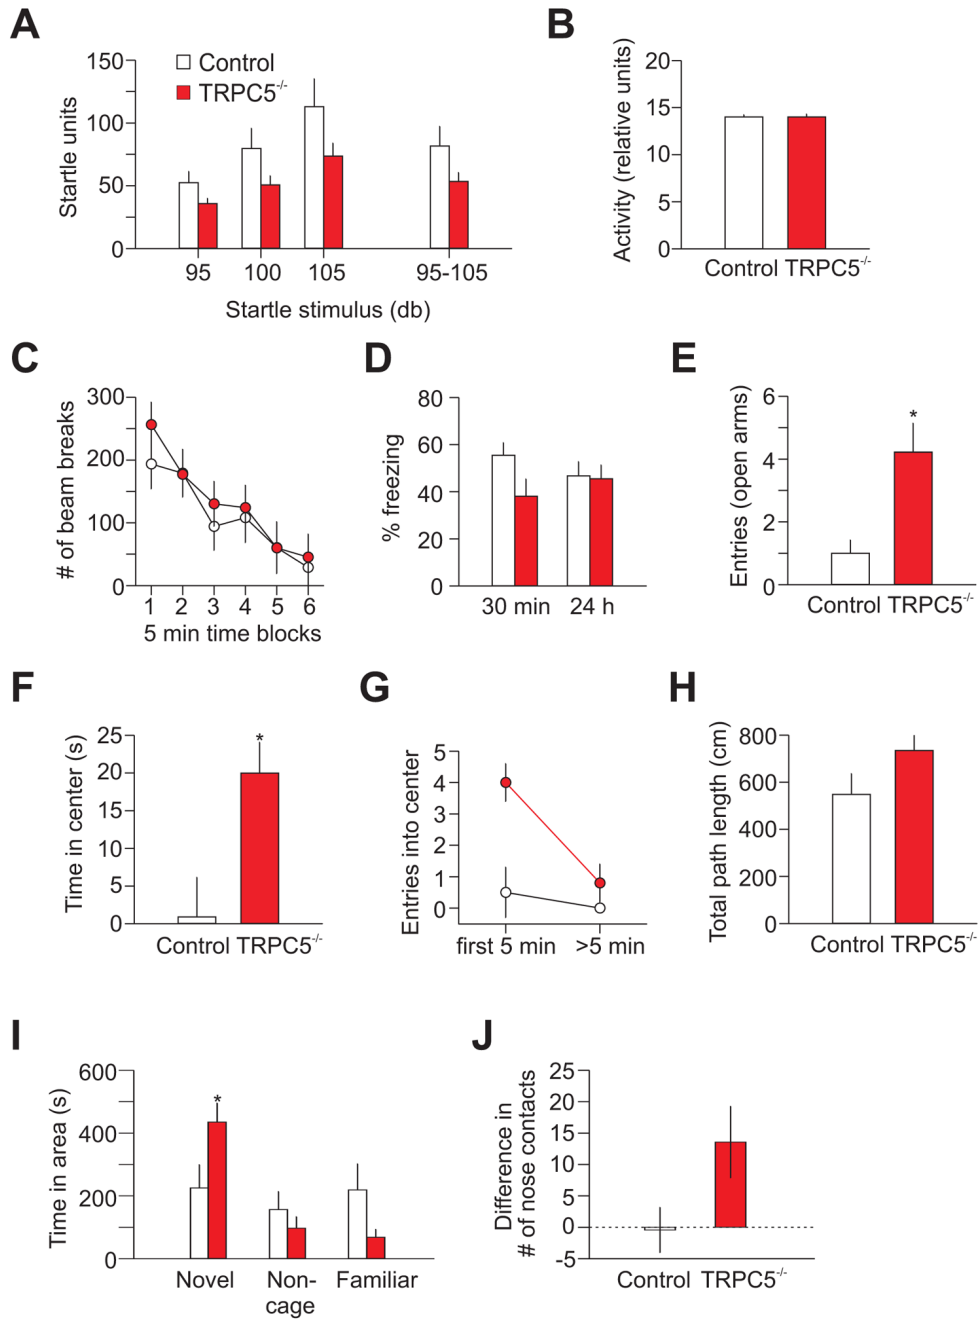 A
Startle units
150
100
50
0
Control
TRPC5-/-
95 100 105 95-105
Startle stimulus (db)
B
Activity (relative units)
20
15
10
5
0
Control TRPC5-/-
C
# of beam breaks
300
200
100
0
1 2 3 4 5 6
5 min time blocks
D
% freezing
80
60
40
20
0
30 min 24 h
E
Entries (open arms)
6
4
2
0
*
Control TRPC5-/-
F
Time in center (s)
25
20
15
10
5
0
*
Control TRPC5-/-
G
Entries into center
5
4
3
2
1
0
first 5 min >5 min
H
Total path length (cm)
800
600
400
200
0
Control TRPC5-/-
I
Time in area (s)
600
400
200
0
*
Novel Non- Familiar
cage
J
Difference in
# of nose contacts
25
20
15
10
5
0
-5
Control TRPC5-/-